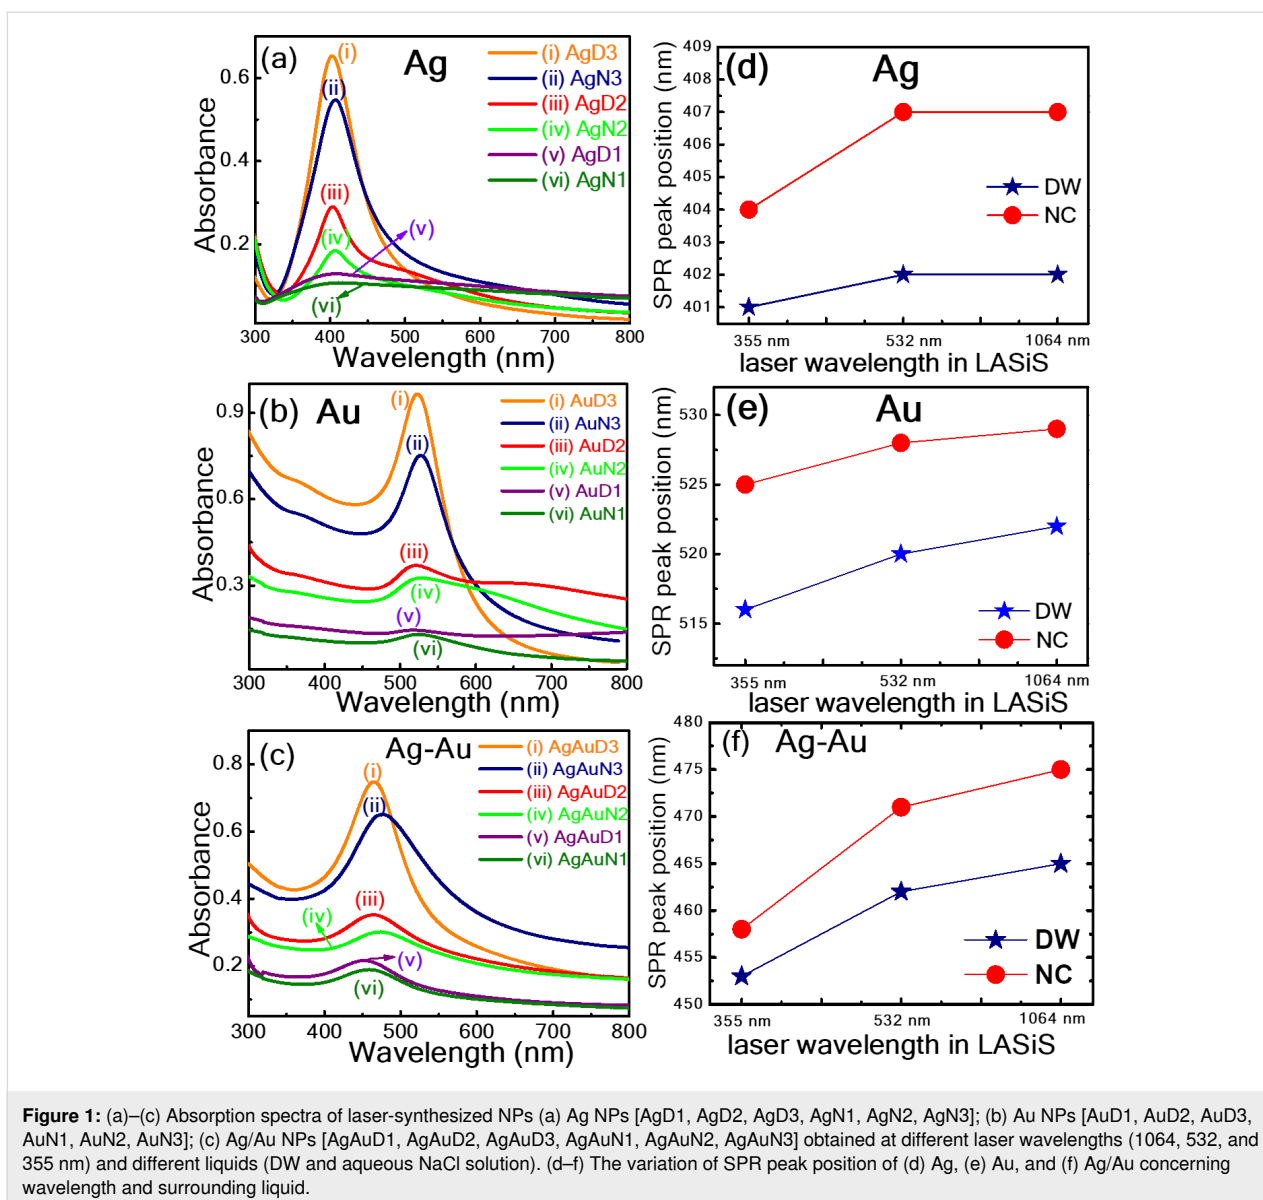 (a)
Ag
(i)
(ii)
(iii)
(iv)
(v)
(vi)
(i) AgD3
(ii) AgN3
(iii) AgD2
(iv) AgN2
(v) AgD1
(vi) AgN1
Absorbance
0.6
0.4
0.2
300 400 500 600 700 800
Wavelength (nm)
(d)
Ag
SPR peak position (nm)
409
408
407
406
405
404
403
402
401
DW
NC
355 nm 532 nm 1064 nm
laser wavelength in LASiS
(b)
Au
(i)
(ii)
(iii)
(iv)
(v)
(vi)
(i) AuD3
(ii) AuN3
(iii) AuD2
(iv) AuN2
(v) AuD1
(vi) AuN1
Absorbance
0.9
0.6
0.3
300 400 500 600 700 800
Wavelength (nm)
(e)
Au
SPR peak position (nm)
530
525
520
515
DW
NC
355 nm 532 nm 1064 nm
laser wavelength in LASiS
(c)
Ag-Au
(i)
(ii)
(iii)
(iv)
(v)
(vi)
(i) AgAuD3
(ii) AgAuN3
(iii) AgAuD2
(iv) AgAuN2
(v) AgAuD1
(vi) AgAuN1
Absorbance
0.8
0.6
0.4
0.2
300 400 500 600 700 800
Wavelength (nm)
(f)
Ag-Au
SPR peak position (nm)
480
475
470
465
460
455
450
DW
NC
355 nm 532 nm 1064 nm
laser wavelength in LASiS
Figure 1: (a)–(c) Absorption spectra of laser-synthesized NPs (a) Ag NPs [AgD1, AgD2, AgD3, AgN1, AgN2, AgN3]; (b) Au NPs [AuD1, AuD2, AuD3,
AuN1, AuN2, AuN3]; (c) Ag/Au NPs [AgAuD1, AgAuD2, AgAuD3, AgAuN1, AgAuN2, AgAuN3] obtained at different laser wavelengths (1064, 532, and
355 nm) and different liquids (DW and aqueous NaCl solution). (d–f) The variation of SPR peak position of (d) Ag, (e) Au, and (f) Ag/Au concerning
wavelength and surrounding liquid.